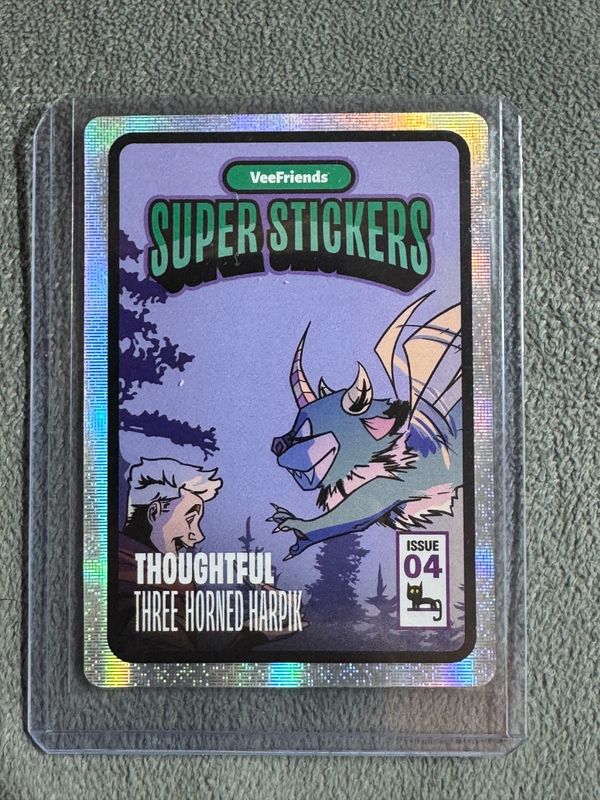 VeeFriends
SUPER STICKERS
THOUGHTFUL
THREE HORNED HARPIK
ISSUE
04